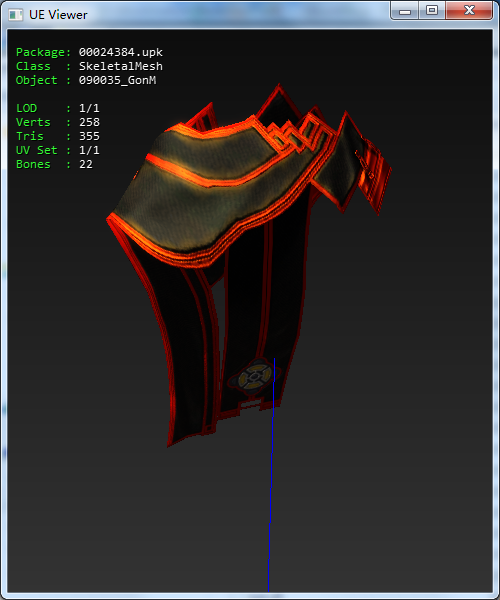 UE Viewer
Package: 00024384.upk
Class : SkeletalMesh
Object : 090035_GonM
LOD : 1/1
Verts : 258
Tris : 355
UV Set : 1/1
Bones : 22